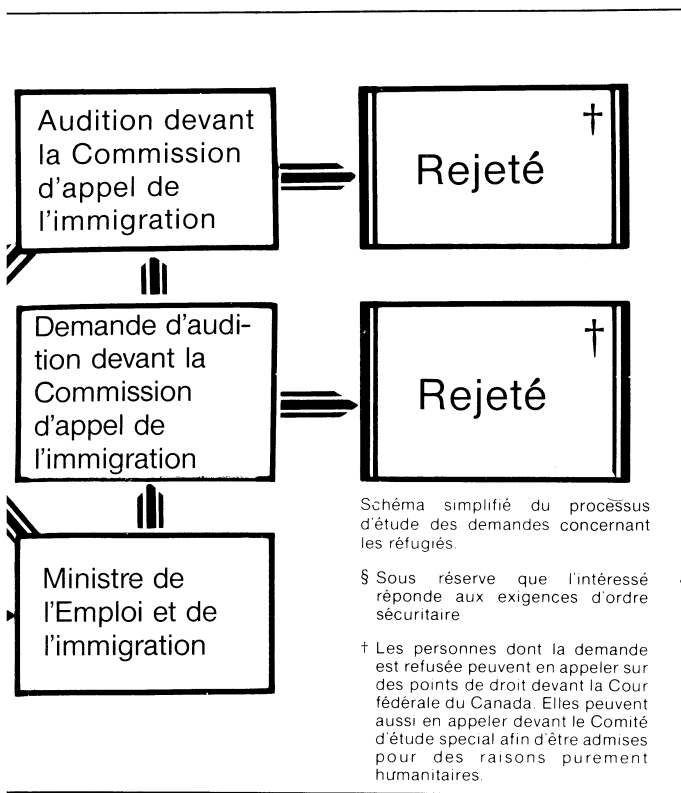 Audition devant
la Commission
d'appel de
l'immigration
†
Rejeté
Demande d'audi-
tion devant la
Commission
d'appel de
l'immigration
†
Rejeté
Ministre de
l'Emploi et de
l'immigration
Schéma simplifié du processus
d'étude des demandes concernant
les réfugiés.
§ Sous réserve que l'intéressé
réponde aux exigences d'ordre
sécuritaire
† Les personnes dont la demande
est refusée peuvent en appeler sur
des points de droit devant la Cour
fédérale du Canada. Elles peuvent
aussi en appeler devant le Comité
d'étude special afin d'être admises
pour des raisons purement
humanitaires.